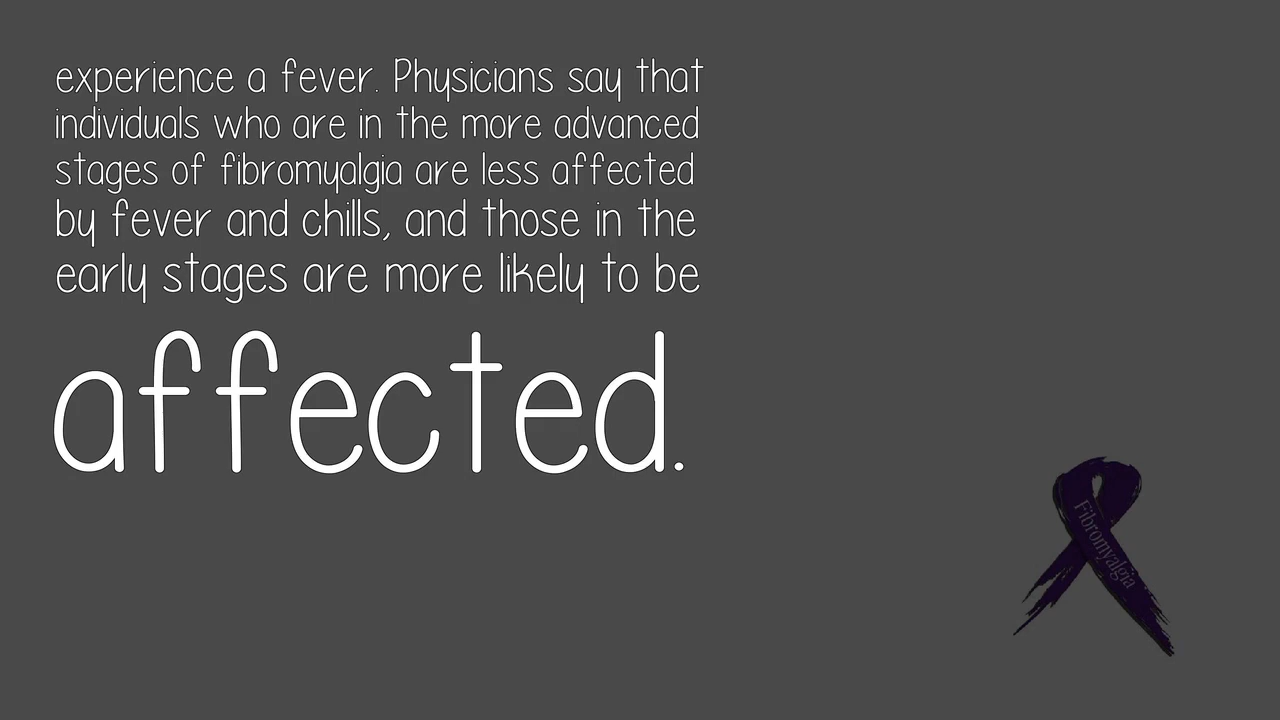 experience a fever. Physicians say that
individuals who are in the more advanced
stages of fibromyalgia are less affected
by fever and chills, and those in the
early stages are more likely to be
affected.
Fibromyalgia